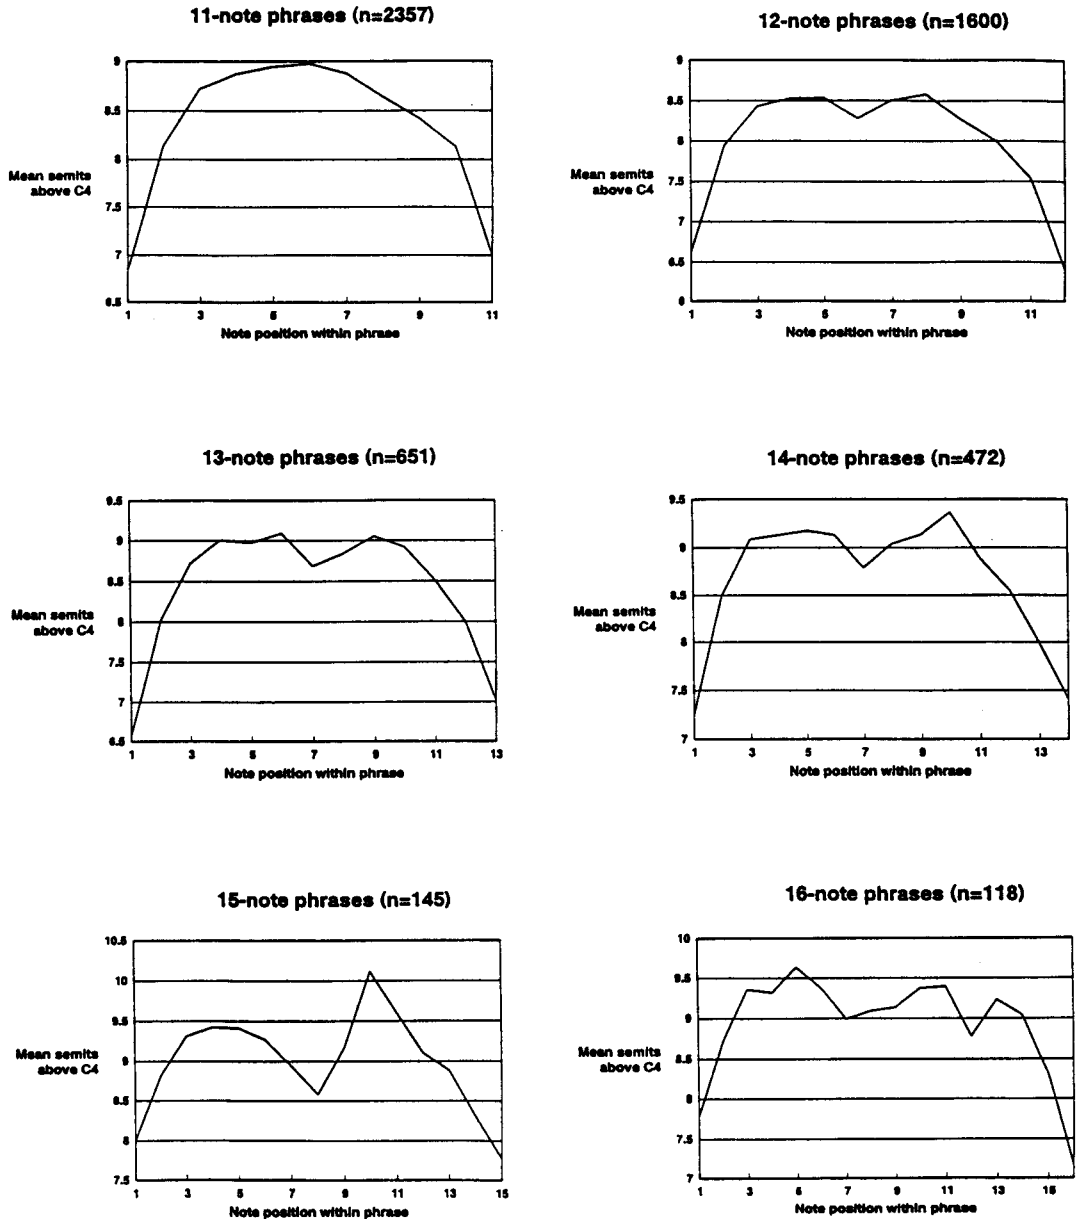 11-note phrases (n=2357)
9
8.5
8
7.5
7
6.5
Mean semits
above C4
1 3 5 7 9 11
Note position within phrase
12-note phrases (n=1600)
9
8.5
8
7.5
7
6.5
6
Mean semits
above C4
1 3 5 7 9 11
Note position within phrase
13-note phrases (n=651)
9.5
9
8.5
8
7.5
7
6.5
Mean semits
above C4
1 3 5 7 9 11 13
Note position within phrase
14-note phrases (n=472)
9.5
9
8.5
8
7.5
7
Mean semits
above C4
1 3 5 7 9 11 13
Note position within phrase
15-note phrases (n=145)
10.5
10
9.5
9
8.5
8
7.5
Mean semits
above C4
1 3 5 7 9 11 13 15
Note position within phrase
16-note phrases (n=118)
10
9.5
9
8.5
8
7.5
7
Mean semits
above C4
1 3 5 7 9 11 13 15
Note position within phrase